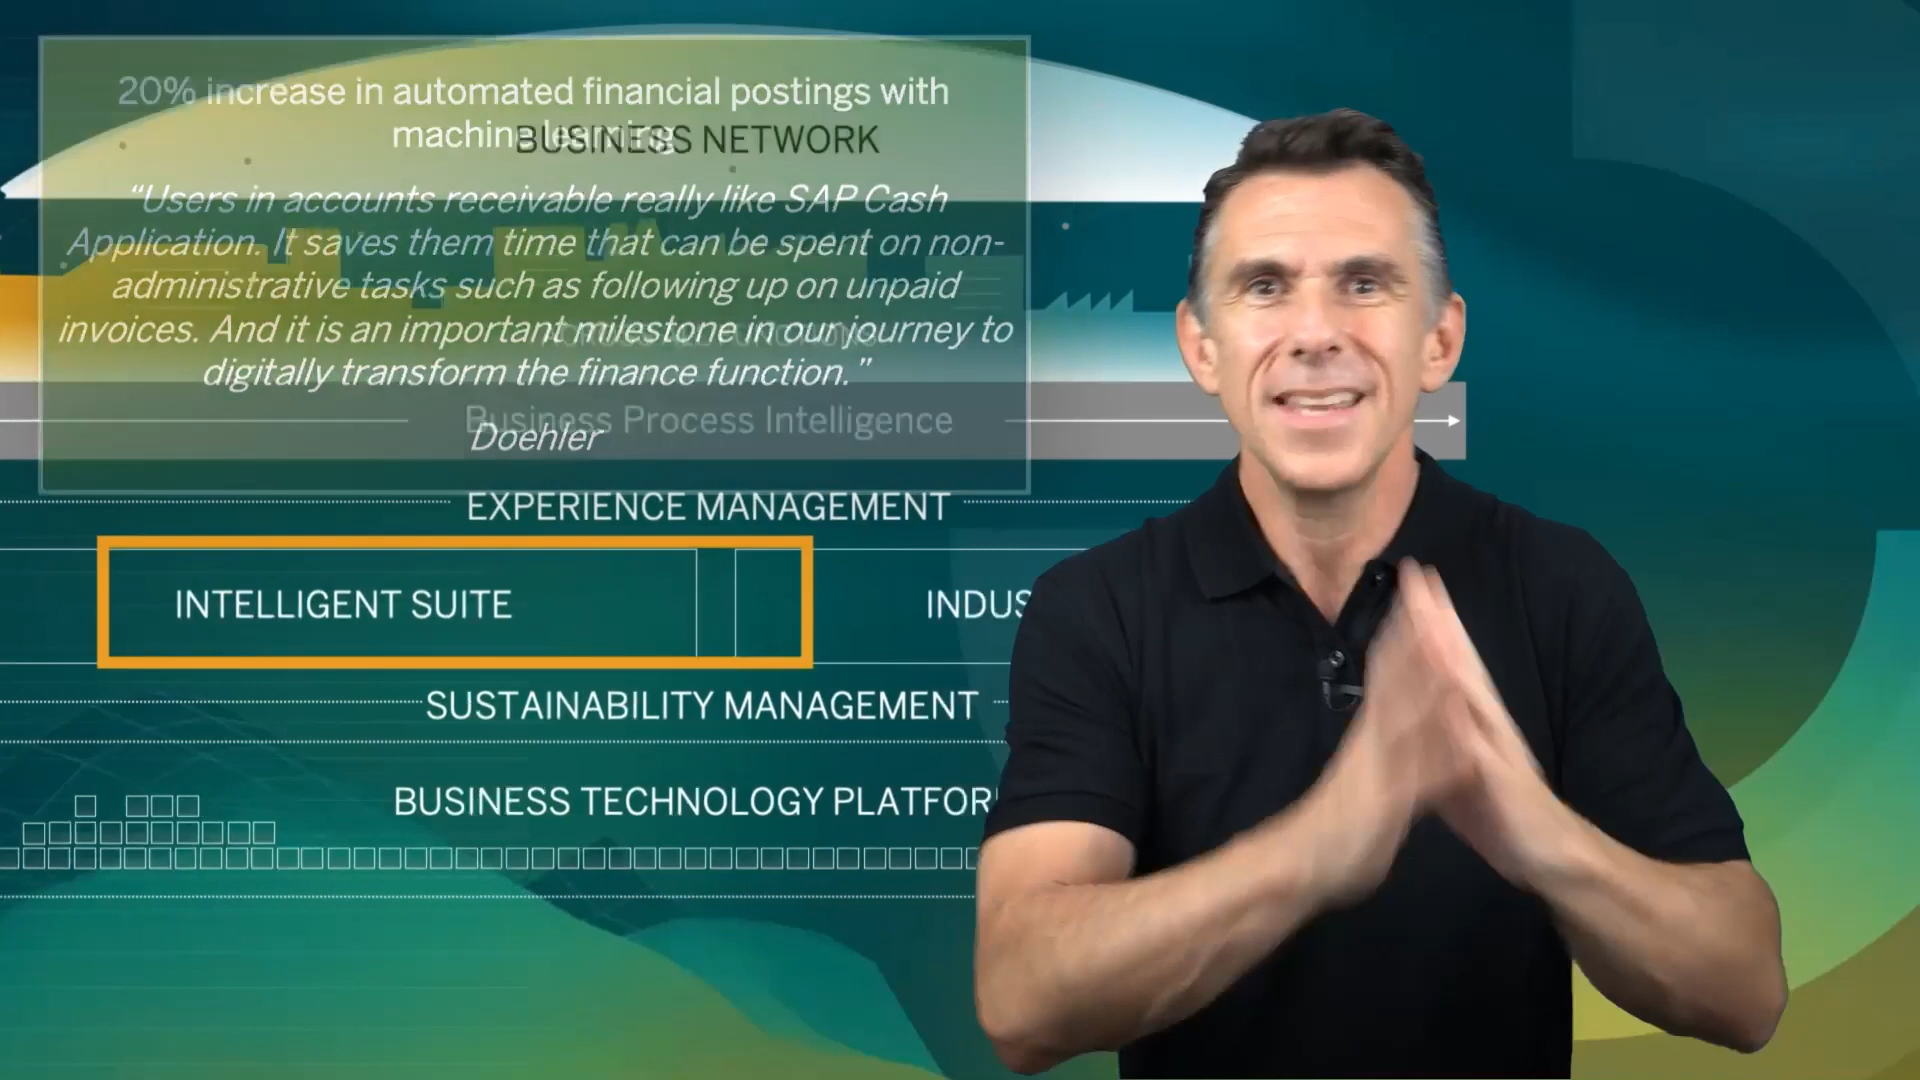 20% increase in automated financial postings with
machine learning
BUSINESS NETWORK
“Users in accounts receivable really like SAP Cash
Application. It saves them time that can be spent on non-
administrative tasks such as following up on unpaid
invoices. And it is an important milestone in our journey to
digitally transform the finance function.”
Business Process Intelligence
Doehler
EXPERIENCE MANAGEMENT
INTELLIGENT SUITE
INDUS
SUSTAINABILITY MANAGEMENT
BUSINESS TECHNOLOGY PLATFOR